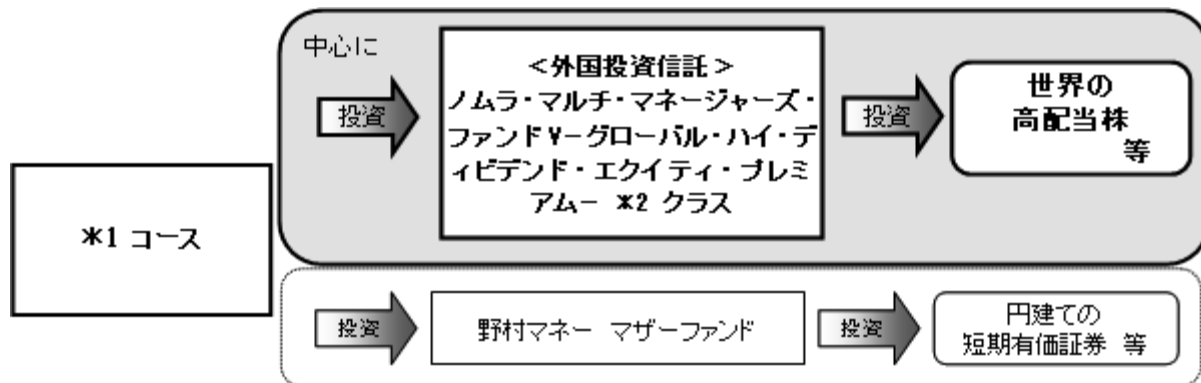 中心に
投資
<外国投資信託>
ノムラ・マルチ・マネージャーズ・
ファンドⅤ－グローバル・ハイ・デ
ィビデンド・エクイティ・プレミ
アム－ *2 クラス
投資
世界の
高配当株
等
*1 コース
投資
野村マネー マザーファンド
投資
円建ての
短期有価証券 等